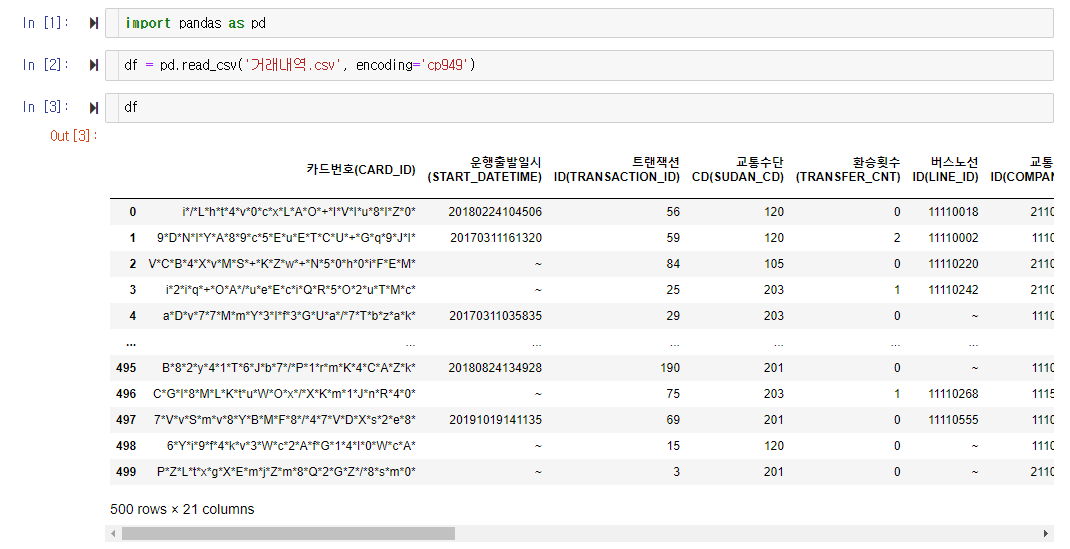 In [1]: import pandas as pd
In [2]: df = pd.read_csv('거래내역.csv', encoding='cp949')
In [3]: df
Out[3]:
카드번호(CARD_ID) 운행출발일시 (START_DATETIME) 트랜잭션 ID(TRANSACTION_ID) 교통수단 CD(SUDAN_CD) 환승횟수 (TRANSFER_CNT) 버스노선 ID(LINE_ID) 교통 ID(COMPAN
0 i*/*L*h*t*4*v*0*c*x*L*A*O*+*I*V*I*u*8*I*Z*0* 20180224104506 56 120 0 11110018 2110
1 9*D*N*I*Y*A*8*9*c*5*E*u*E*T*C*U*+*G*q*9*J*I* 20170311161320 59 120 2 11110002 1110
2 V*C*B*4*X*v*M*S*+*K*Z*w*+*N*5*0*h*0*i*F*E*M* ~ 84 105 0 11110220 2110
3 i*2*i*q*+*O*A*/*u*e*E*c*i*Q*R*5*O*2*u*T*M*c* ~ 25 203 1 11110242 2110
4 a*D*v*7*7*M*m*Y*3*I*f*3*G*U*a*/*7*T*b*z*a*k* 20170311035835 29 203 0 ~ 1110
... ... ... ... ... ... ... ...
495 B*8*2*y*4*1*T*6*J*b*7*/*P*1*r*m*K*4*C*A*Z*k* 20180824134928 190 201 0 ~ 1110
496 C*G*I*8*M*L*K*t*u*W*O*x*/*X*K*m*1*J*n*R*4*0* ~ 75 203 1 11110268 1115
497 7*V*v*S*m*v*8*Y*B*M*F*8*/*4*7*V*D*X*s*2*e*8* 20191019141135 69 201 0 11110555 1110
498 6*Y*i*9*f*4*k*v*3*W*c*2*A*f*G*1*4*I*0*W*c*A* ~ 15 120 0 ~ 1110
499 P*Z*L*t*x*g*X*E*m*j*Z*m*8*Q*2*G*Z*/*8*s*m*0* ~ 3 201 0 ~ 2110
500 rows × 21 columns